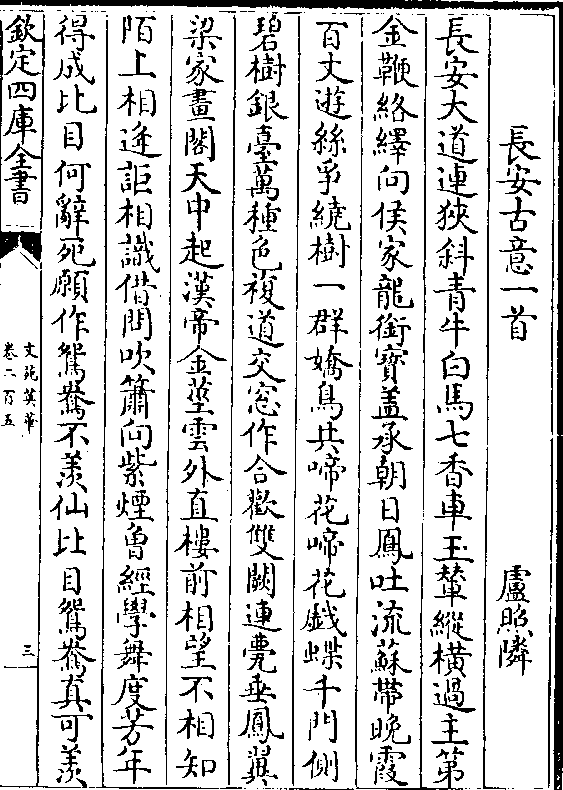 長安古意一首 盧照隣
長安大道連狹斜青牛白馬七香車玉輦縱橫過主第
金鞭絡繹向侯家龍銜寶蓋承朝日鳳吐流蘇帶晚霞
百丈遊絲爭繞樹一群嬌鳥共啼花啼花戲蝶千門側
碧樹銀臺萬種色複道交窓作合歡雙闕連甍垂鳳翼
梁家畫閣天中起漢帝金莖雲外直樓前相望不相知
陌上相逢詎相識借問吹簫向紫煙魯經學舞度芳年
得成比目何辭死願作鴛鴦不羨仙比目鴛鴦真可羨
欽定四庫全書
文苑英華
卷二百五
三